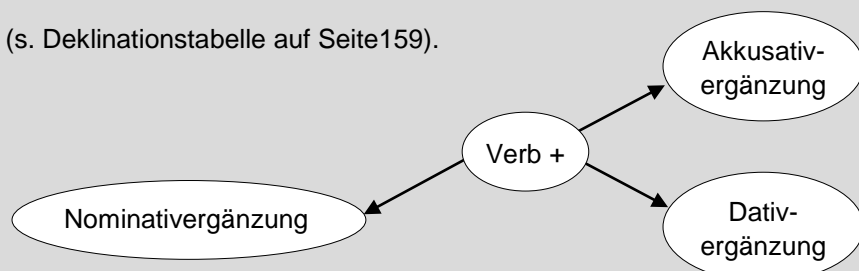 (s. Deklinationstabelle auf Seite159).
Akkusativ-
ergänzung
Verb +
Nominativergänzung
Dativ-
ergänzung